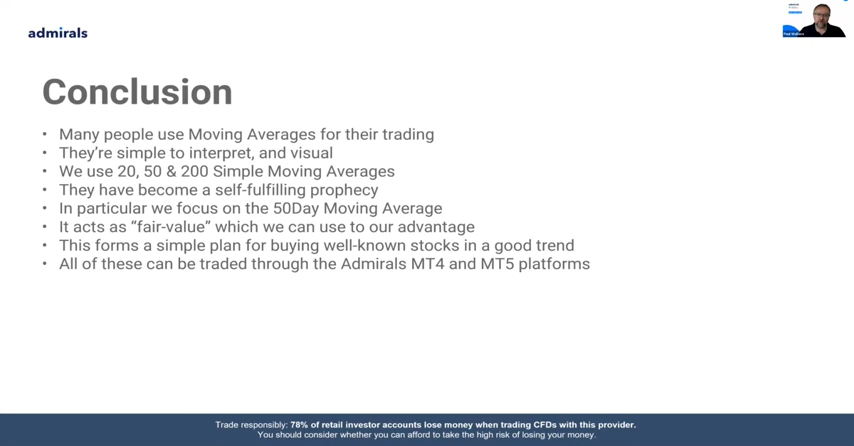 admirals
Conclusion
• Many people use Moving Averages for their trading
• They're simple to interpret, and visual
• We use 20, 50 & 200 Simple Moving Averages
• They have become a self-fulfilling prophecy
• In particular we focus on the 50Day Moving Average
• It acts as “fair-value” which we can use to our advantage
• This forms a simple plan for buying well-known stocks in a good trend
• All of these can be traded through the Admirals MT4 and MT5 platforms
Trade responsibly: 78% of retail investor accounts lose money when trading CFDs with this provider.
You should consider whether you can afford to take the high risk of losing your money.